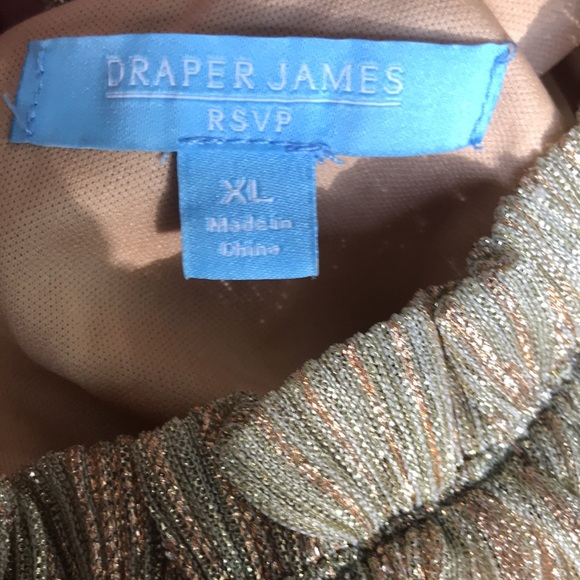 DRAPER JAMES
RSVP
XL
Made in
China